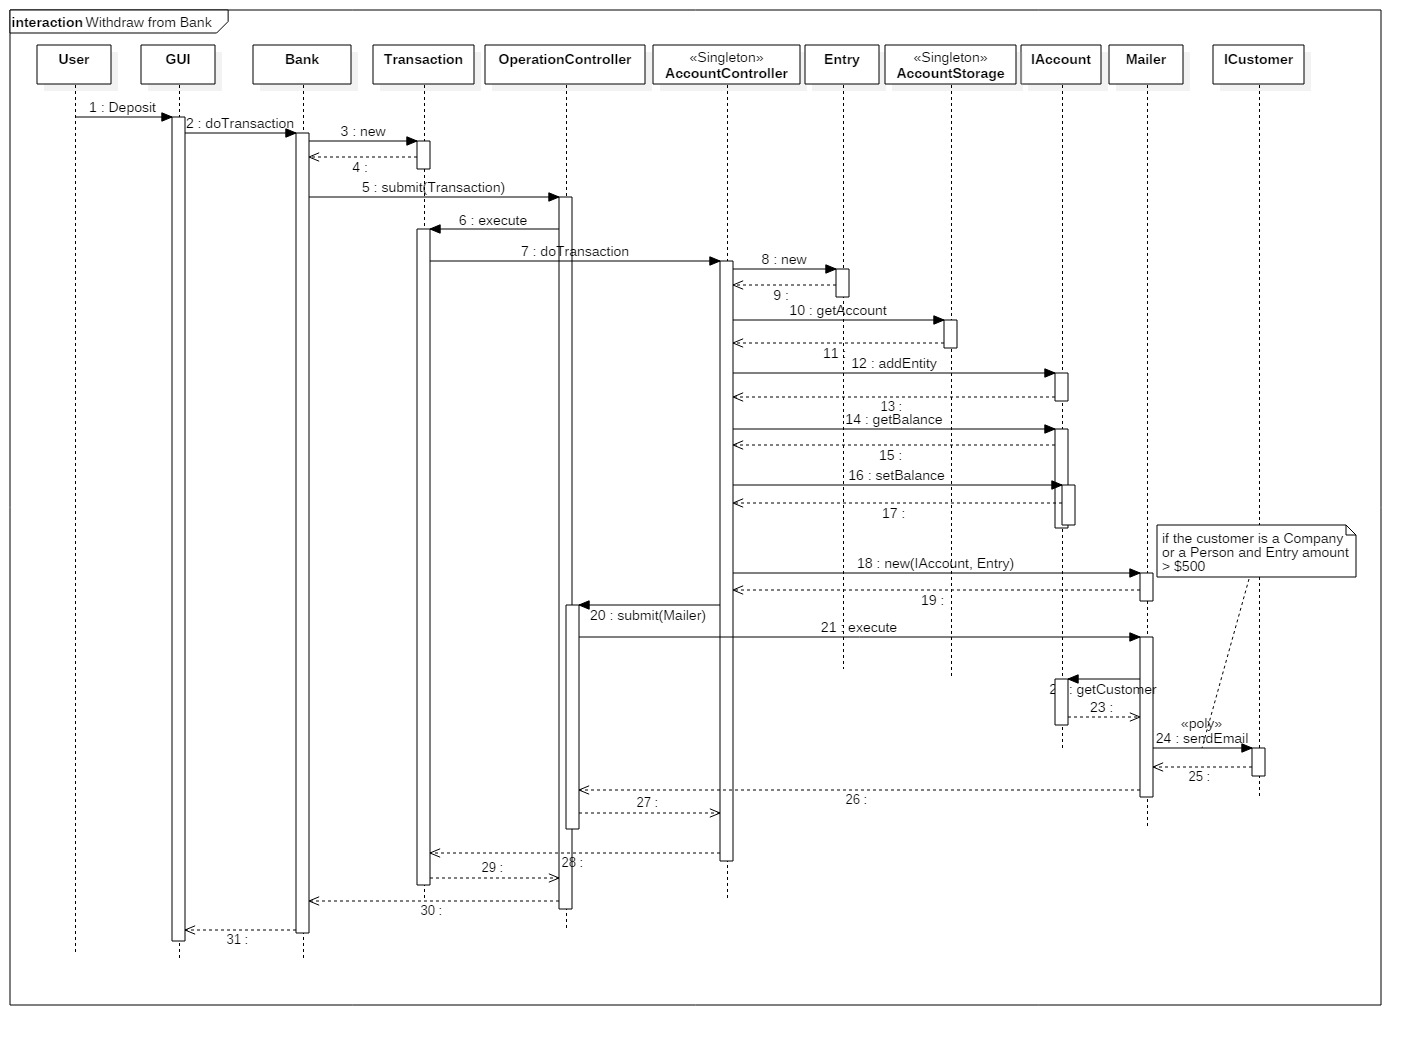 interaction Withdraw from Bank
User
GUI
Bank
Transaction
OperationController
«Singleton»
AccountController
Entry
«Singleton»
AccountStorage
IAccount
Mailer
ICustomer
1 : Deposit
2 : doTransaction
3 : new
4 :
5 : submit(Transaction)
6 : execute
7 : doTransaction
8 : new
9 :
10 : getAccount
11 :
12 : addEntity
13 :
14 : getBalance
15 :
16 : setBalance
17 :
if the customer is a Company
or a Person and Entry amount
> $500
18 : new(IAccount, Entry)
19 :
20 : submit(Mailer)
21 : execute
: getCustomer
23 :
«poly»
24 : sendEmail
25 :
26 :
27 :
28 :
29 :
30 :
31 :